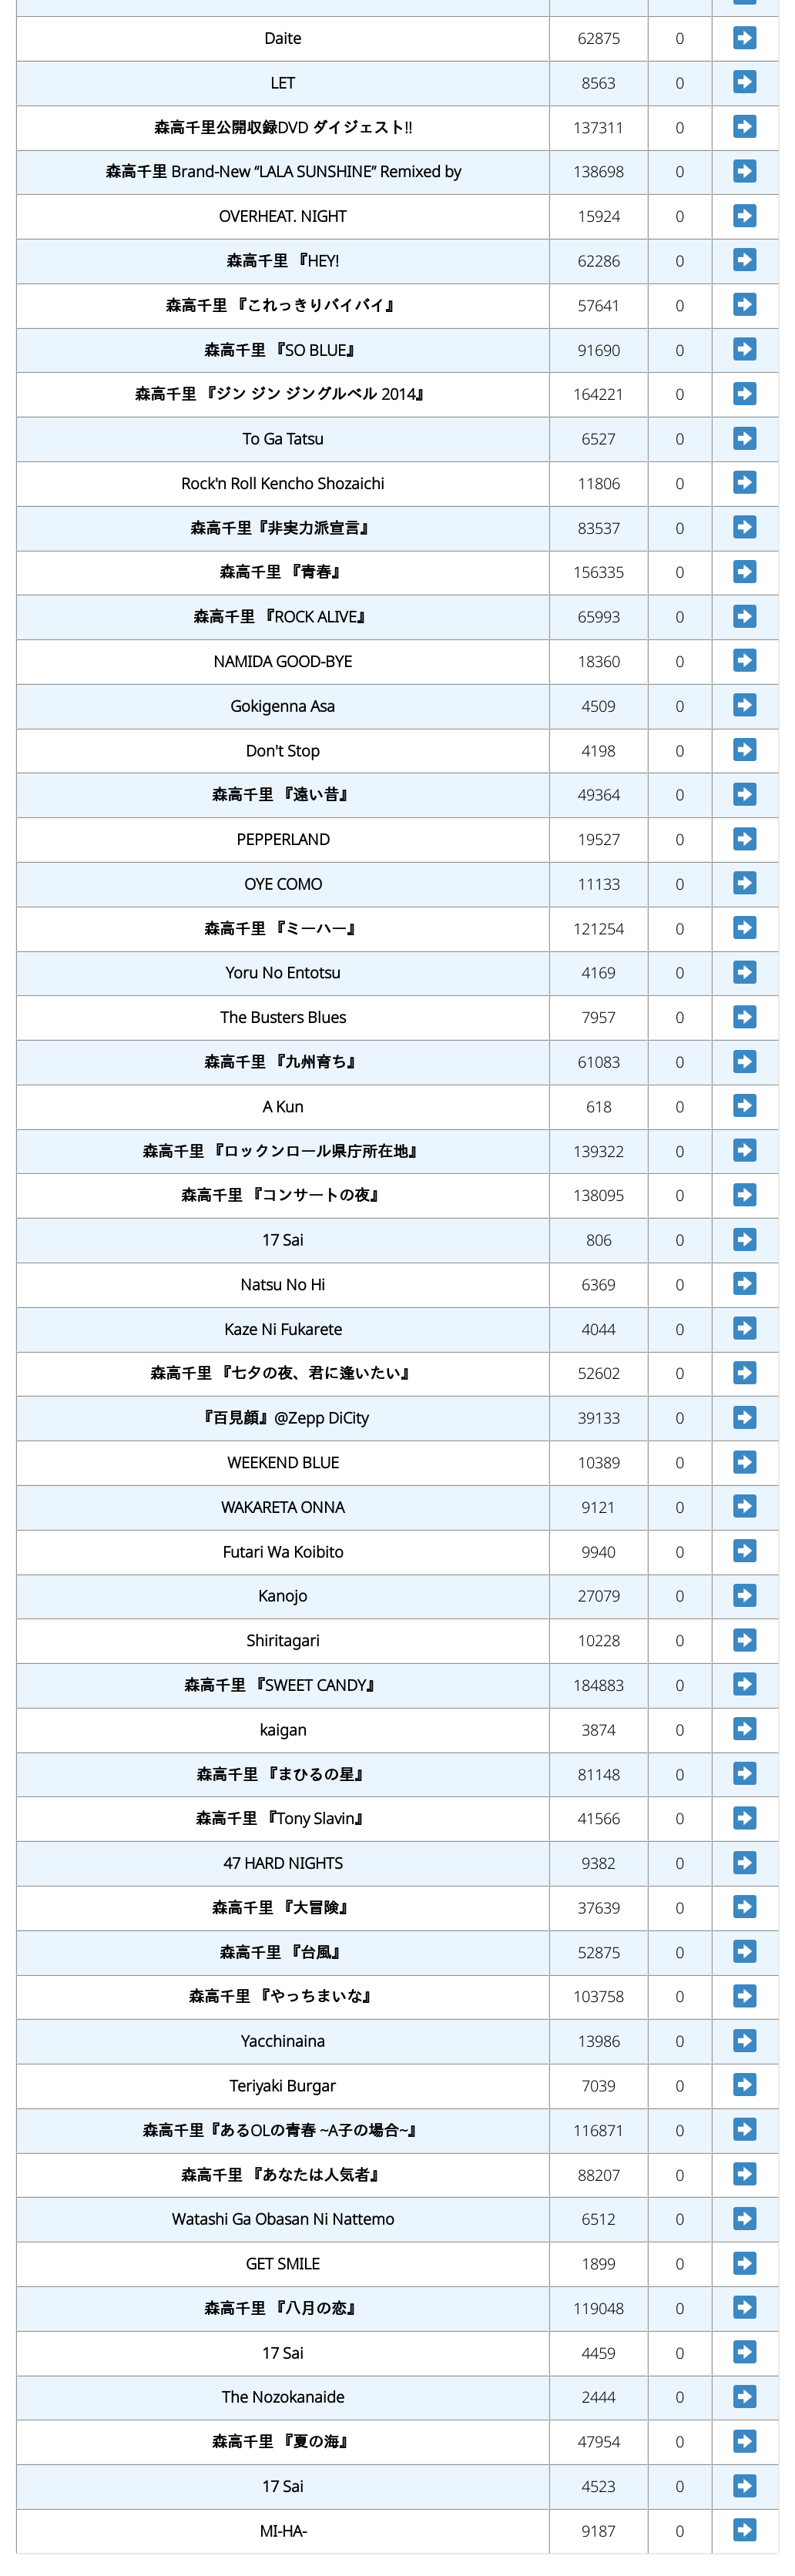 Daite 62875 0
LET 8563 0
森高千里公開収録DVD ダイジェスト!! 137311 0
森高千里 Brand-New “LALA SUNSHINE” Remixed by 138698 0
OVERHEAT. NIGHT 15924 0
森高千里 『HEY! 62286 0
森高千里 『これっきりバイバイ』 57641 0
森高千里 『SO BLUE』 91690 0
森高千里 『ジン ジン ジングルベル 2014』 164221 0
To Ga Tatsu 6527 0
Rock'n Roll Kencho Shozaichi 11806 0
森高千里『非実力派宣言』 83537 0
森高千里 『青春』 156335 0
森高千里 『ROCK ALIVE』 65993 0
NAMIDA GOOD-BYE 18360 0
Gokigenna Asa 4509 0
Don't Stop 4198 0
森高千里 『遠い昔』 49364 0
PEPPERLAND 19527 0
OYE COMO 11133 0
森高千里 『ミーハー』 121254 0
Yoru No Entotsu 4169 0
The Busters Blues 7957 0
森高千里 『九州育ち』 61083 0
A Kun 618 0
森高千里 『ロックンロール県庁所在地』 139322 0
森高千里 『コンサートの夜』 138095 0
17 Sai 806 0
Natsu No Hi 6369 0
Kaze Ni Fukarete 4044 0
森高千里 『七夕の夜、君に逢いたい』 52602 0
『百見顔』@Zepp DiCity 39133 0
WEEKEND BLUE 10389 0
WAKARETA ONNA 9121 0
Futari Wa Koibito 9940 0
Kanojo 27079 0
Shiritagari 10228 0
森高千里 『SWEET CANDY』 184883 0
kaigan 3874 0
森高千里 『まひるの星』 81148 0
森高千里 『Tony Slavin』 41566 0
47 HARD NIGHTS 9382 0
森高千里 『大冒険』 37639 0
森高千里 『台風』 52875 0
森高千里 『やっちまいな』 103758 0
Yacchinaina 13986 0
Teriyaki Burgar 7039 0
森高千里『あるOLの青春 ~A子の場合~』 116871 0
森高千里 『あなたは人気者』 88207 0
Watashi Ga Obasan Ni Nattemo 6512 0
GET SMILE 1899 0
森高千里 『八月の恋』 119048 0
17 Sai 4459 0
The Nozokanaide 2444 0
森高千里 『夏の海』 47954 0
17 Sai 4523 0
MI-HA- 9187 0